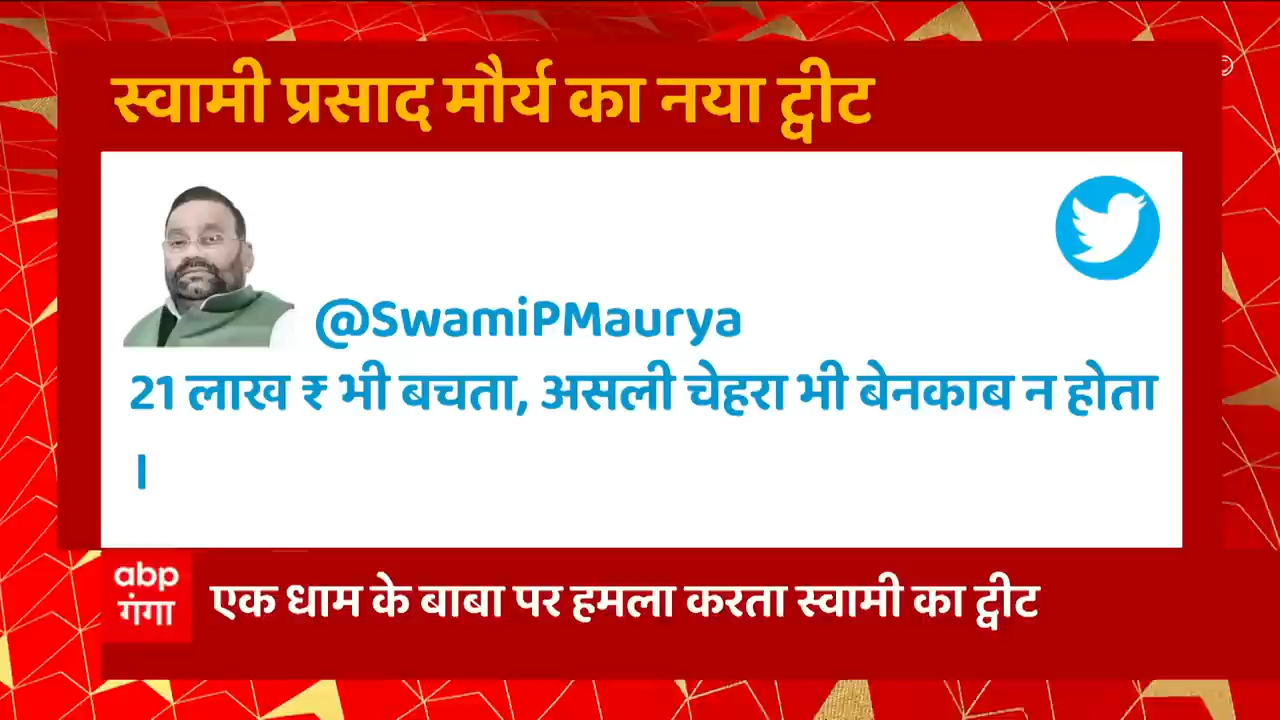 स्वामी प्रसाद मौर्य का नया ट्वीट
@SwamiPMaurya
21 लाख ₹ भी बचता, असली चेहरा भी बेनकाब न होता
।
abp
गंगा
एक धाम के बाबा पर हमला करता स्वामी का ट्वीट